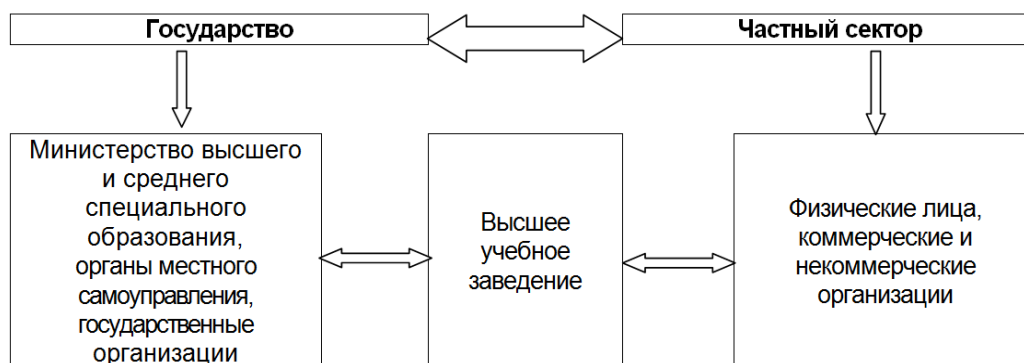 Государство
Частный сектор
Министерство высшего
и среднего
специального
образования,
органы местного
самоуправления,
государственные
организации
Высшее
учебное
заведение
Физические лица,
коммерческие и
некоммерческие
организации